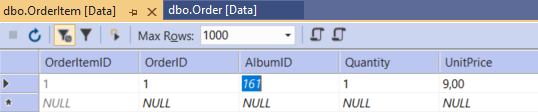 dbo.OrderItem [Data] dbo.Order [Data]
Max Rows: 1000
OrderItemID OrderID AlbumID Quantity UnitPrice
1 1 161 1 9,00
NULL NULL NULL NULL NULL